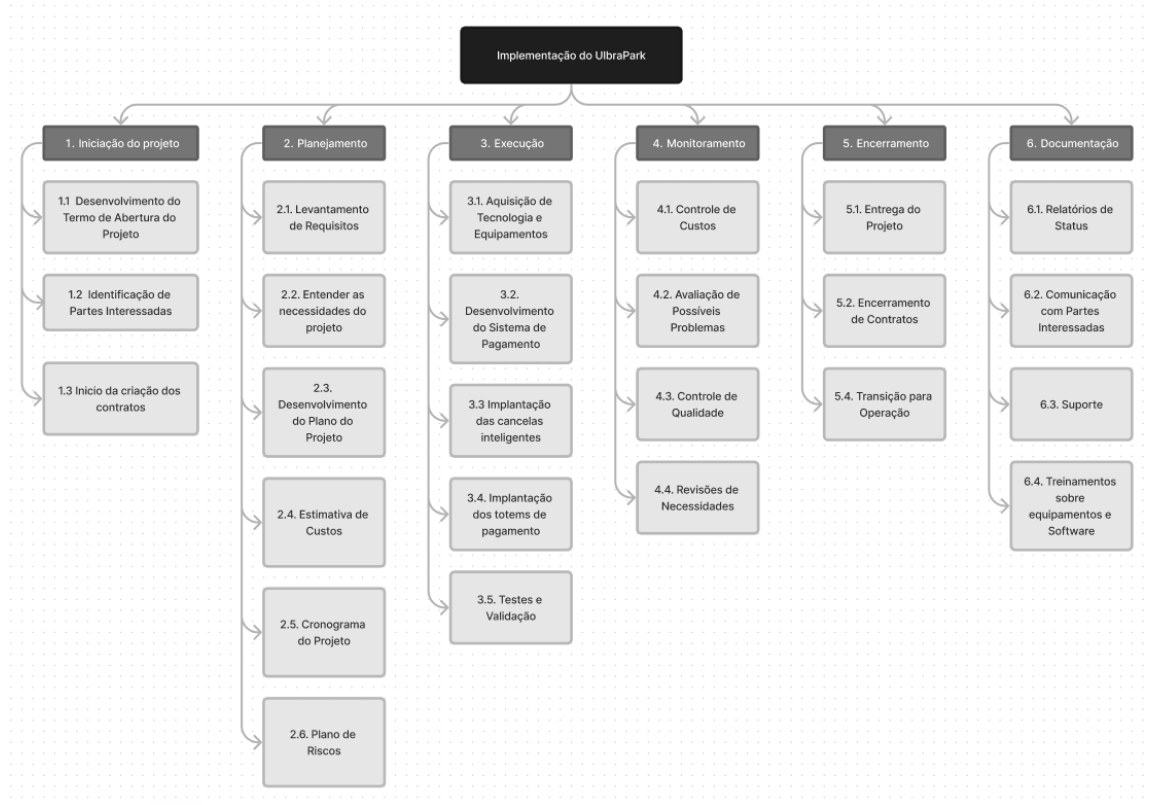 Implementação do UlbraPark
1. Iniciação do projeto
1.1 Desenvolvimento do
Termo de Abertura do
Projeto
1.2 Identificação de
Partes Interessadas
1.3 Início da criação dos
contratos
2. Planejamento
2.1. Levantamento
de Requisitos
2.2. Entender as
necessidades do
projeto
2.3.
Desenvolvimento
do Plano do
Projeto
2.4. Estimativa de
Custos
2.5. Cronograma
do Projeto
2.6. Plano de
Riscos
3. Execução
3.1. Aquisição de
Tecnologia e
Equipamentos
3.2.
Desenvolvimento
do Sistema de
Pagamento
3.3 Implantação
das cancelas
inteligentes
3.4. Implantação
dos totems de
pagamento
3.5. Testes e
Validação
4. Monitoramento
4.1. Controle de
Custos
4.2. Avaliação de
Possíveis
Problemas
4.3. Controle de
Qualidade
4.4. Revisões de
Necessidades
5. Encerramento
5.1. Entrega do
Projeto
5.2. Encerramento
de Contratos
5.4. Transição para
Operação
6. Documentação
6.1. Relatórios de
Status
6.2. Comunicação
com Partes
Interessadas
6.3. Suporte
6.4. Treinamentos
sobre
equipamentos e
Software